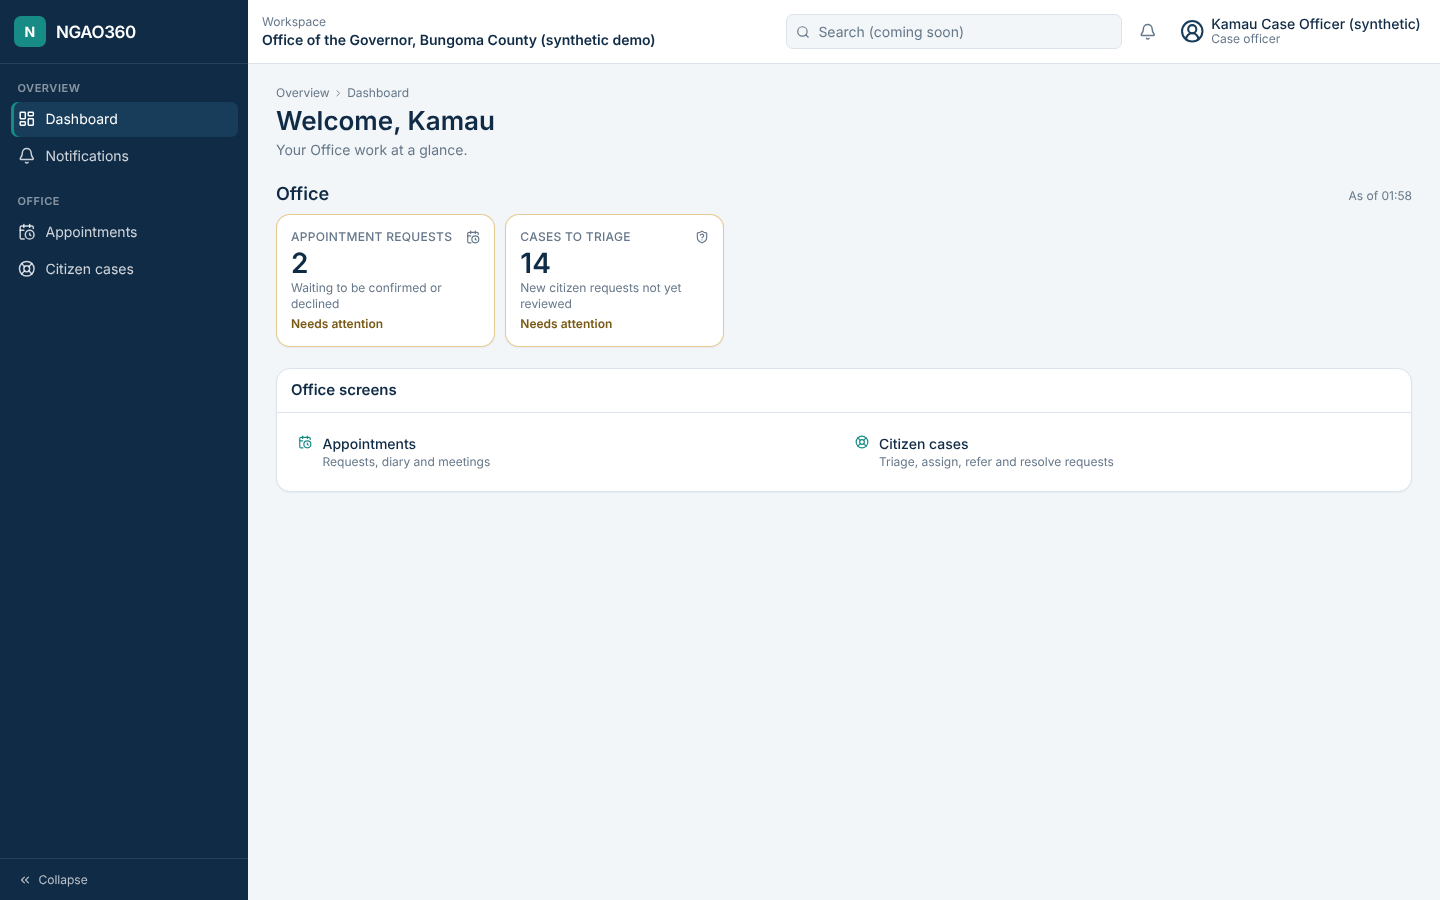 N NGAO360
OVERVIEW
Dashboard
Notifications
OFFICE
Appointments
Citizen cases
Collapse
Workspace
Office of the Governor, Bungoma County (synthetic demo)
Search (coming soon)
Kamau Case Officer (synthetic)
Case officer
Overview > Dashboard
Welcome, Kamau
Your Office work at a glance.
Office
As of 01:58
APPOINTMENT REQUESTS
2
Waiting to be confirmed or
declined
Needs attention
CASES TO TRIAGE
14
New citizen requests not yet
reviewed
Needs attention
Office screens
Appointments
Requests, diary and meetings
Citizen cases
Triage, assign, refer and resolve requests